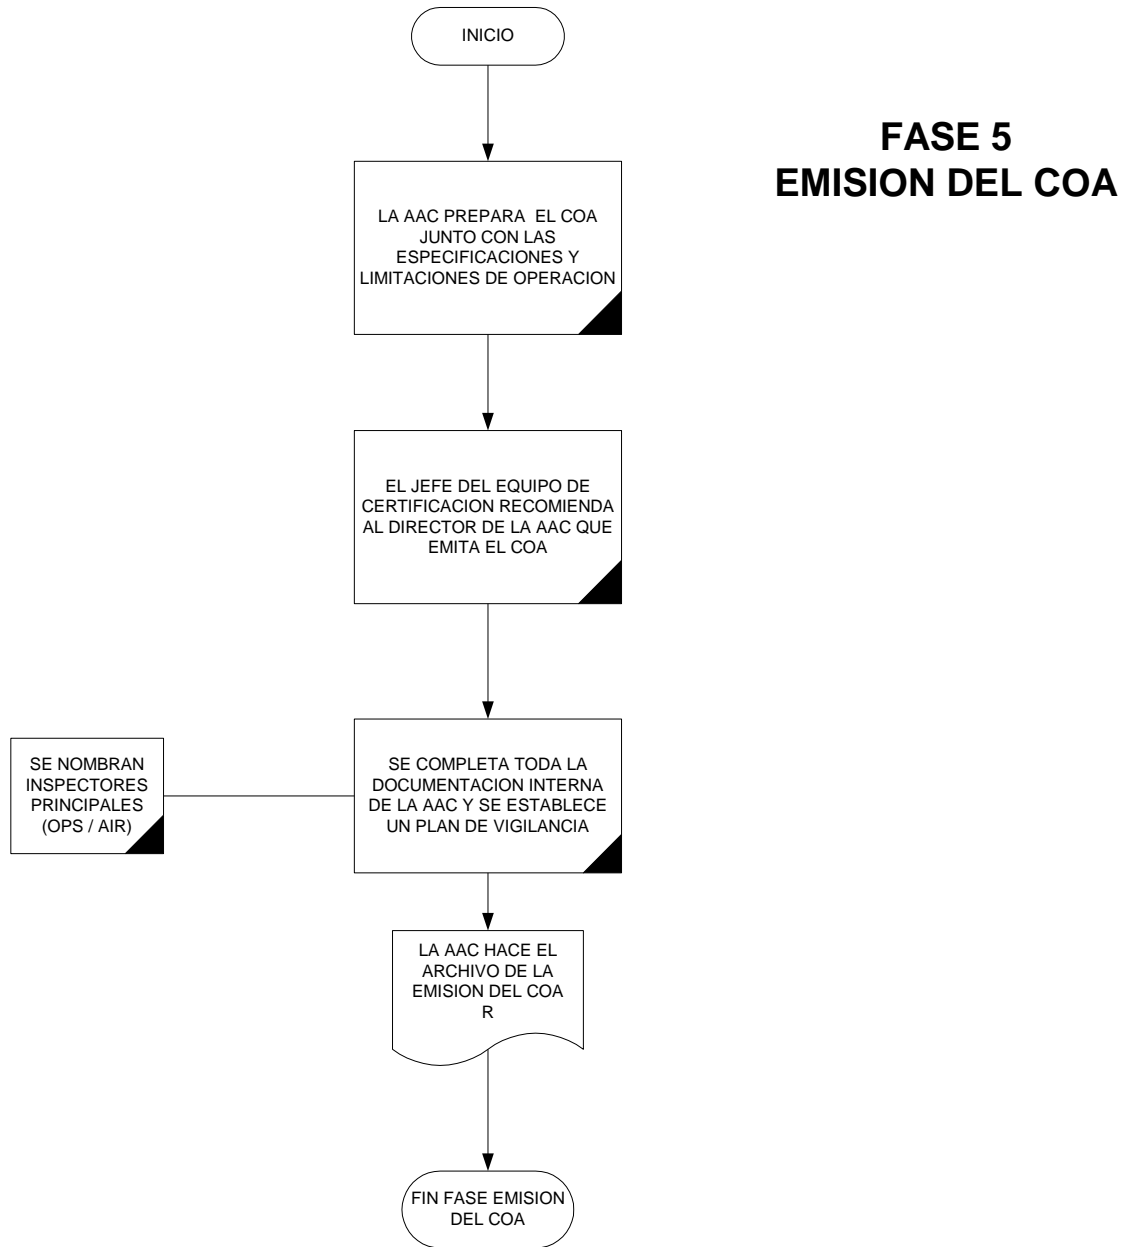 INICIO
FASE 5
EMISION DEL COA
LA AAC PREPARA EL COA
JUNTO CON LAS
ESPECIFICACIONES Y
LIMITACIONES DE OPERACION
EL JEFE DEL EQUIPO DE
CERTIFICACION RECOMIENDA
AL DIRECTOR DE LA AAC QUE
EMITA EL COA
SE NOMBRAN
INSPECTORES
PRINCIPALES
(OPS / AIR)
SE COMPLETA TODA LA
DOCUMENTACION INTERNA
DE LA AAC Y SE ESTABLECE
UN PLAN DE VIGILANCIA
LA AAC HACE EL
ARCHIVO DE LA
EMISION DEL COA
R
FIN FASE EMISION
DEL COA